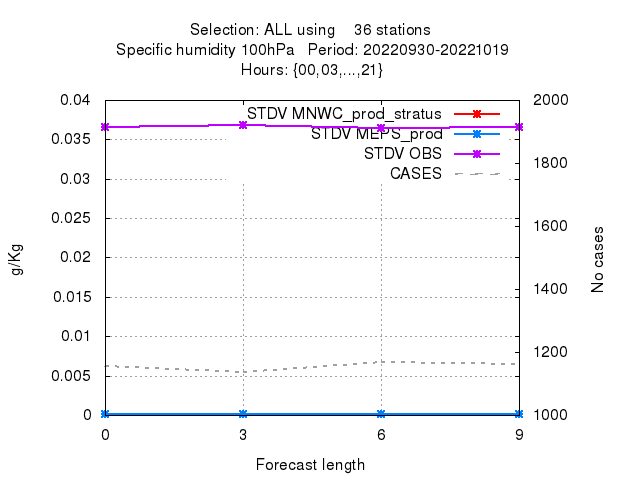 Selection: ALL using 36 stations
Specific humidity 100hPa Period: 20220930-20221019
Hours: {00,03,...,21}
0.04
0.035
0.03
0.025
0.02
0.015
0.01
0.005
0
2000
1800
1600
1400
1200
1000
STDV MNWC_prod_stratus
STDV MEPS_prod
STDV OBS
CASES
g/Kg
No cases
0 3 6 9
Forecast length